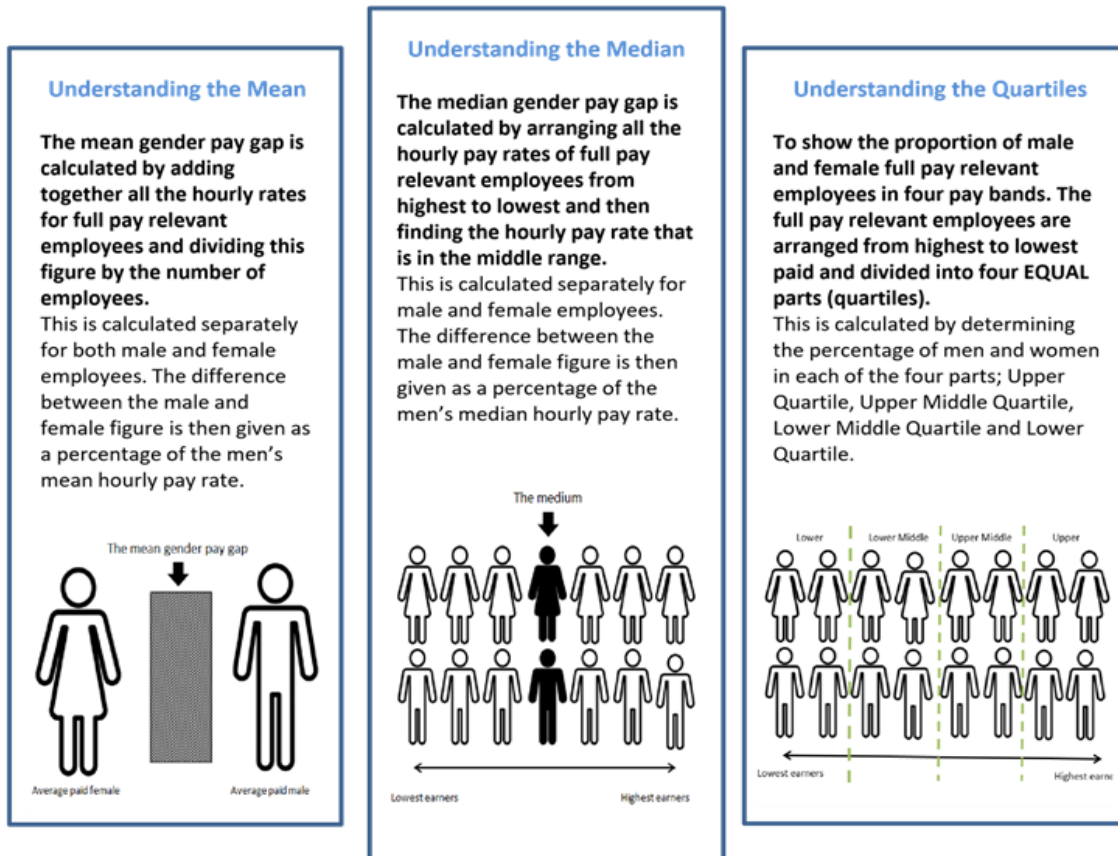 Understanding the Mean
The mean gender pay gap is
calculated by adding
together all the hourly rates
for full pay relevant
employees and dividing this
figure by the number of
employees.
This is calculated separately
for both male and female
employees. The difference
between the male and
female figure is then given as
a percentage of the men's
mean hourly pay rate.
The mean gender pay gap
Average paid female
Average paid male
Understanding the Median
The median gender pay gap is
calculated by arranging all the
hourly pay rates of full pay
relevant employees from
highest to lowest and then
finding the hourly pay rate that
is in the middle range.
This is calculated separately for
male and female employees.
The difference between the
male and female figure is then
given as a percentage of the
men's median hourly pay rate.
The medium
Lowest earners
Highest earners
Understanding the Quartiles
To show the proportion of male
and female full pay relevant
employees in four pay bands. The
full pay relevant employees are
arranged from highest to lowest
paid and divided into four EQUAL
parts (quartiles).
This is calculated by determining
the percentage of men and women
in each of the four parts; Upper
Quartile, Upper Middle Quartile,
Lower Middle Quartile and Lower
Quartile.
Lower
Lower Middle
Upper Middle
Upper
Lowest earners
Highest earne